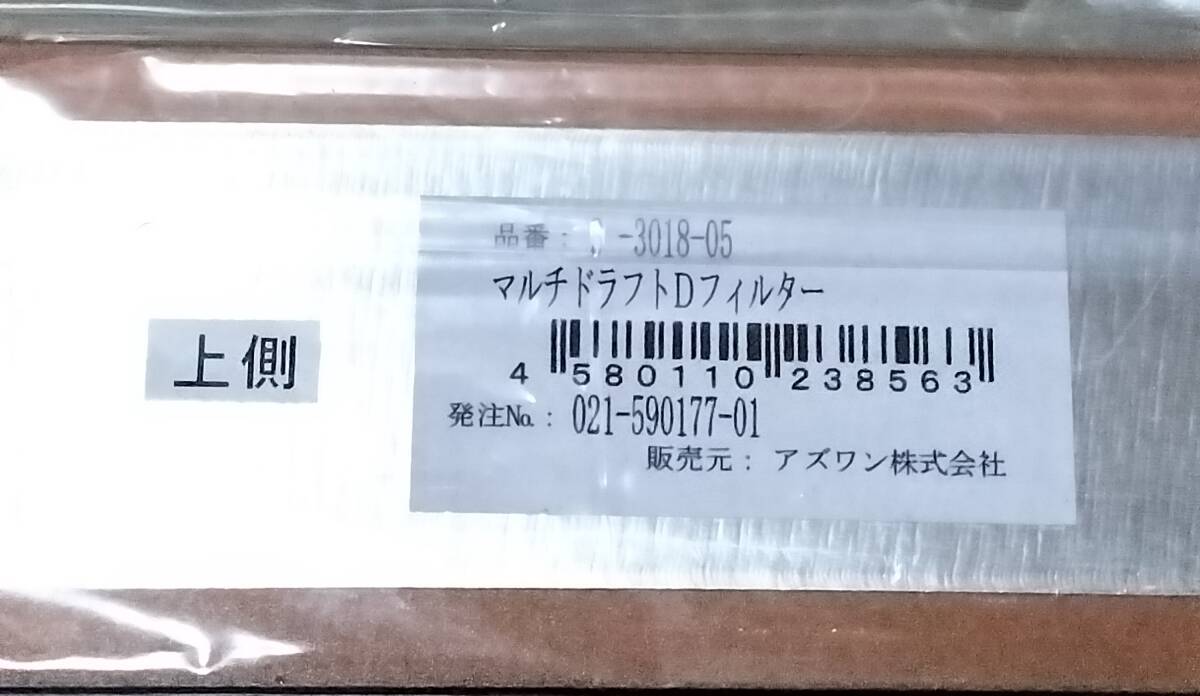 品番： -3018-05
マルチドラフトDフィルター
4 580110 238563
発注№： 021-590177-01
販売元： アズワン株式会社
上側